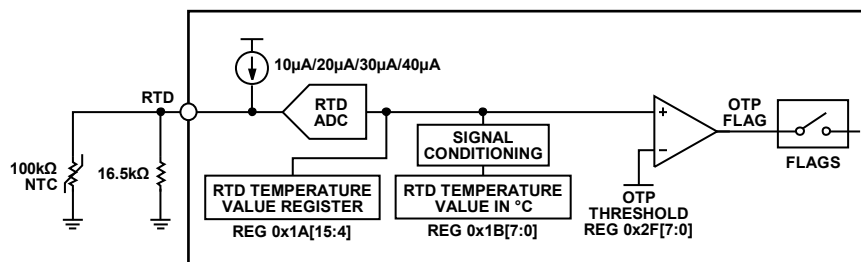 10µA/20µA/30µA/40µA
RTD
RTD
ADC
OTP
FLAG
+
–
SIGNAL
CONDITIONING
FLAGS
100kΩ
NTC
16.5kΩ
RTD TEMPERATURE
VALUE REGISTER
REG 0x1A[15:4]
RTD TEMPERATURE
VALUE IN °C
REG 0x1B[7:0]
OTP
THRESHOLD
REG 0x2F[7:0]